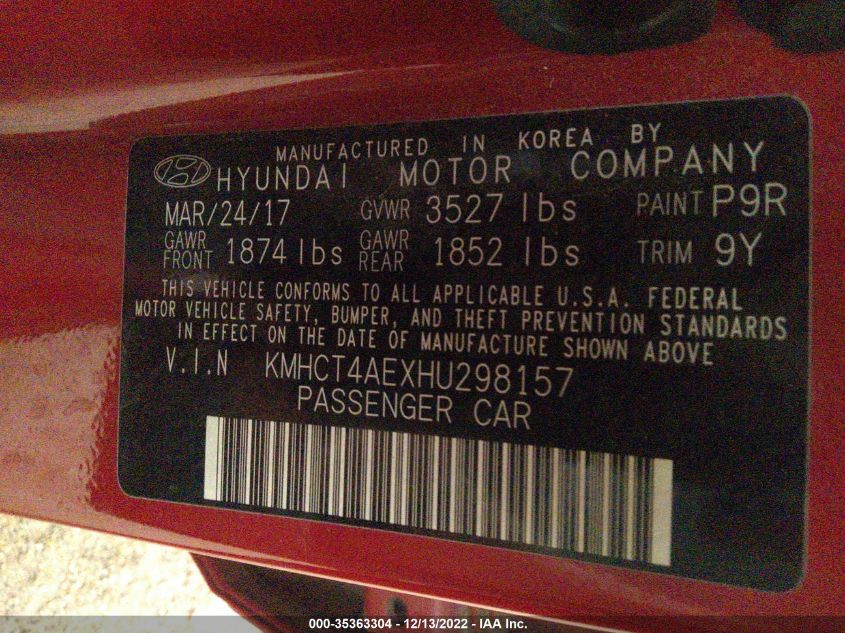 MANUFACTURED IN KOREA BY
HYUNDAI MOTOR COMPANY
MAR/24/17 GVWR 3527 lbs PAINT P9R
GAWR FRONT 1874 lbs GAWR REAR 1852 lbs TRIM 9Y
THIS VEHICLE CONFORMS TO ALL APPLICABLE U.S.A. FEDERAL
MOTOR VEHICLE SAFETY, BUMPER, AND THEFT PREVENTION STANDARDS
IN EFFECT ON THE DATE OF MANUFACTURE SHOWN ABOVE
V.I.N KMHCT4AEXHU298157
PASSENGER CAR
000-35363304 - 12/13/2022 - IAA Inc.